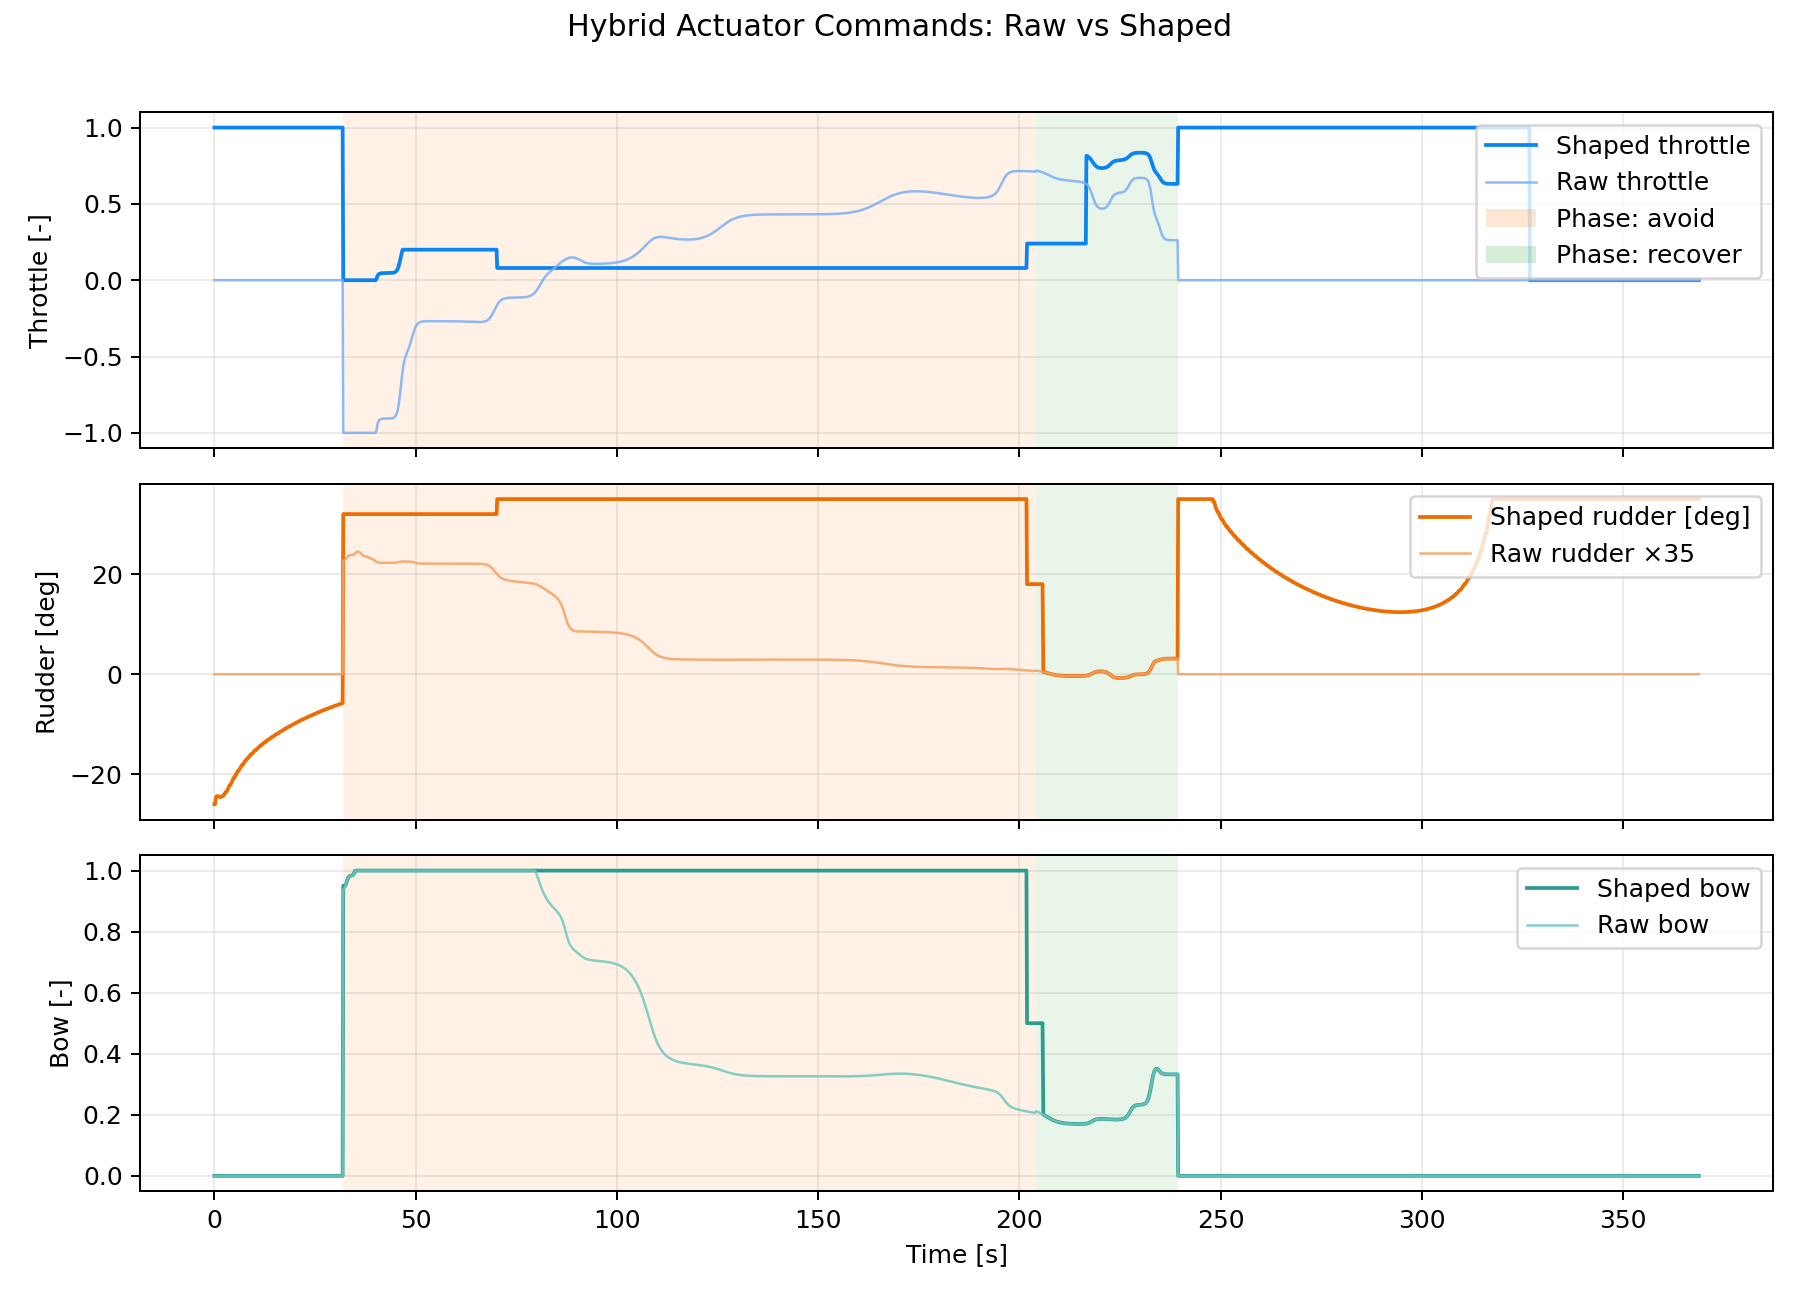 Hybrid Actuator Commands: Raw vs Shaped
Throttle [-]
1.0
0.5
0.0
−0.5
−1.0
Shaped throttle
Raw throttle
Phase: avoid
Phase: recover
Rudder [deg]
20
0
−20
Shaped rudder [deg]
Raw rudder ×35
Bow [-]
1.0
0.8
0.6
0.4
0.2
0.0
Shaped bow
Raw bow
0 50 100 150 200 250 300 350
Time [s]